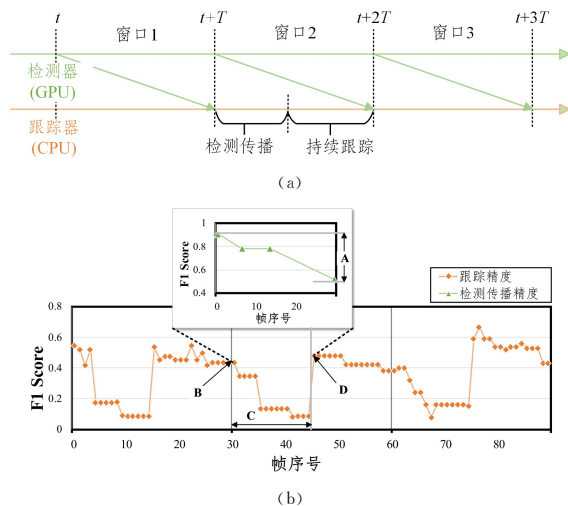 t t+T t+2T t+3T
窗口1 窗口2 窗口3
检测器
(GPU)
跟踪器
(CPU)
检测传播 持续跟踪
(a)
1
0.8
0.6
0.4
F1 Score
A
0 10 20
帧序号
跟踪精度
检测传播精度
0.8
0.6
0.4
0.2
0
F1 Score
B
C
D
0 10 20 30 40 50 60 80
帧序号
(b)